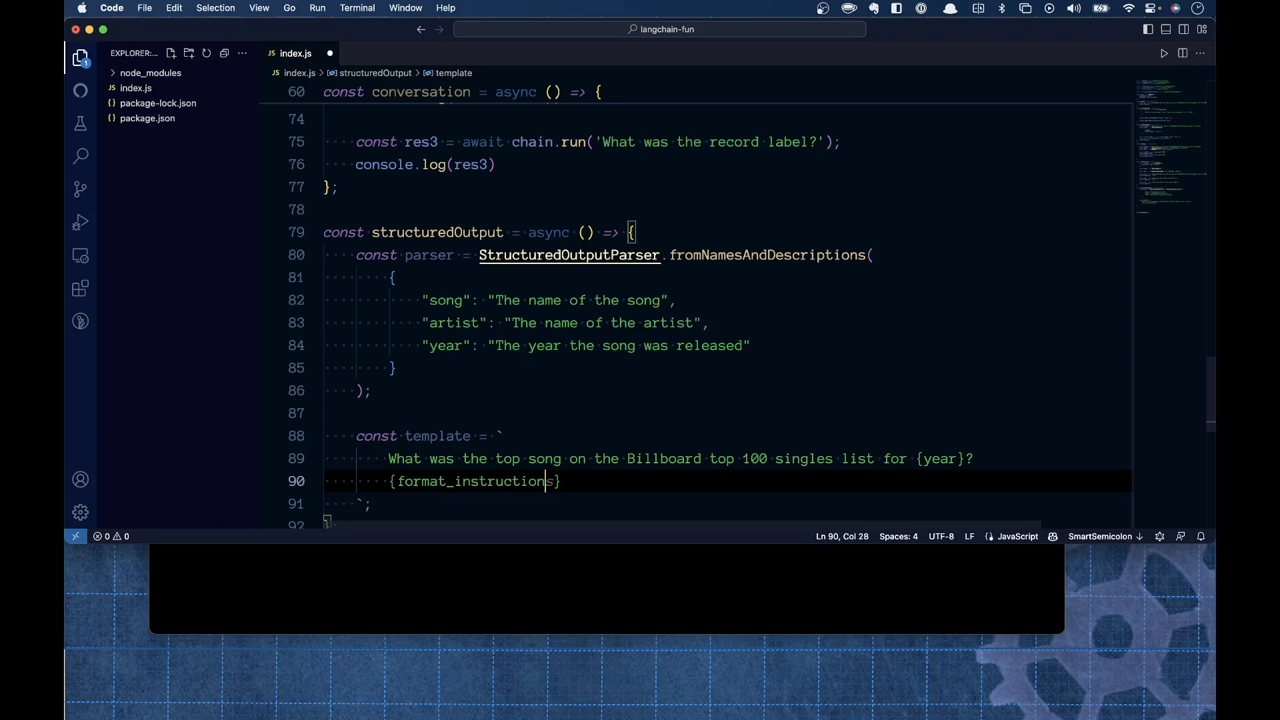 Code File Edit Selection View Go Run Terminal Window Help
langchain-fun
EXPLORER:... index.js
node_modules
index.js
package-lock.json
package.json
index.js > structuredOutput > template
60 const conversation = async () => {
74
75 const res3 = await chain.run('What was the record label?');
76 console.log(res3)
77 };
78
79 const structuredOutput = async () => {
80 const parser = StructuredOutputParser.fromNamesAndDescriptions(
81 {
82 "song": "The name of the song",
83 "artist": "The name of the artist",
84 "year": "The year the song was released"
85 }
86 );
87
88 const template = `
89 What was the top song on the Billboard top 100 singles list for {year}?
90 {format_instructions}
91 `;
92 }
0 0 Ln 90, Col 28 Spaces: 4 UTF-8 LF JavaScript SmartSemicolon ↓